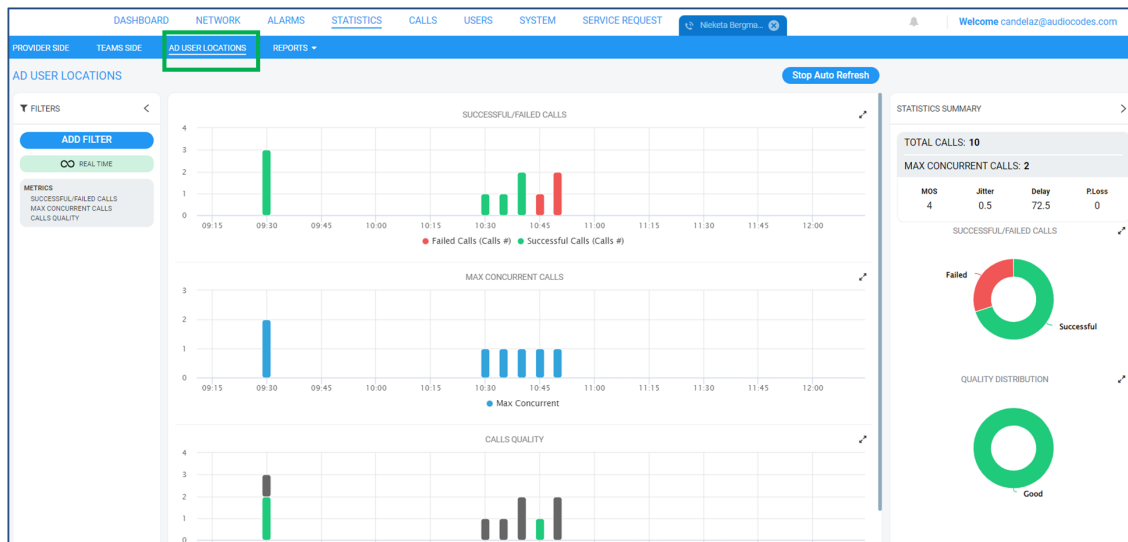 DASHBOARD NETWORK ALARMS STATISTICS CALLS USERS SYSTEM SERVICE REQUEST Nieketa Bergma... Welcome candelaz@audiocodes.com
PROVIDER SIDE TEAMS SIDE AD USER LOCATIONS REPORTS
AD USER LOCATIONS
Stop Auto Refresh
FILTERS
ADD FILTER
REAL TIME
METRICS
SUCCESSFUL/FAILED CALLS
MAX CONCURRENT CALLS
CALLS QUALITY
SUCCESSFUL/FAILED CALLS
4
3
2
1
0
09:15 09:30 09:45 10:00 10:15 10:30 10:45 11:00 11:15 11:30 11:45 12:00
Failed Calls (Calls #) Successful Calls (Calls #)
MAX CONCURRENT CALLS
3
2
1
0
09:15 09:30 09:45 10:00 10:15 10:30 10:45 11:00 11:15 11:30 11:45 12:00
Max Concurrent
CALLS QUALITY
4
3
2
1
0
STATISTICS SUMMARY
TOTAL CALLS: 10
MAX CONCURRENT CALLS: 2
MOS Jitter Delay P.Loss
4 0.5 72.5 0
SUCCESSFUL/FAILED CALLS
Failed
Successful
QUALITY DISTRIBUTION
Good